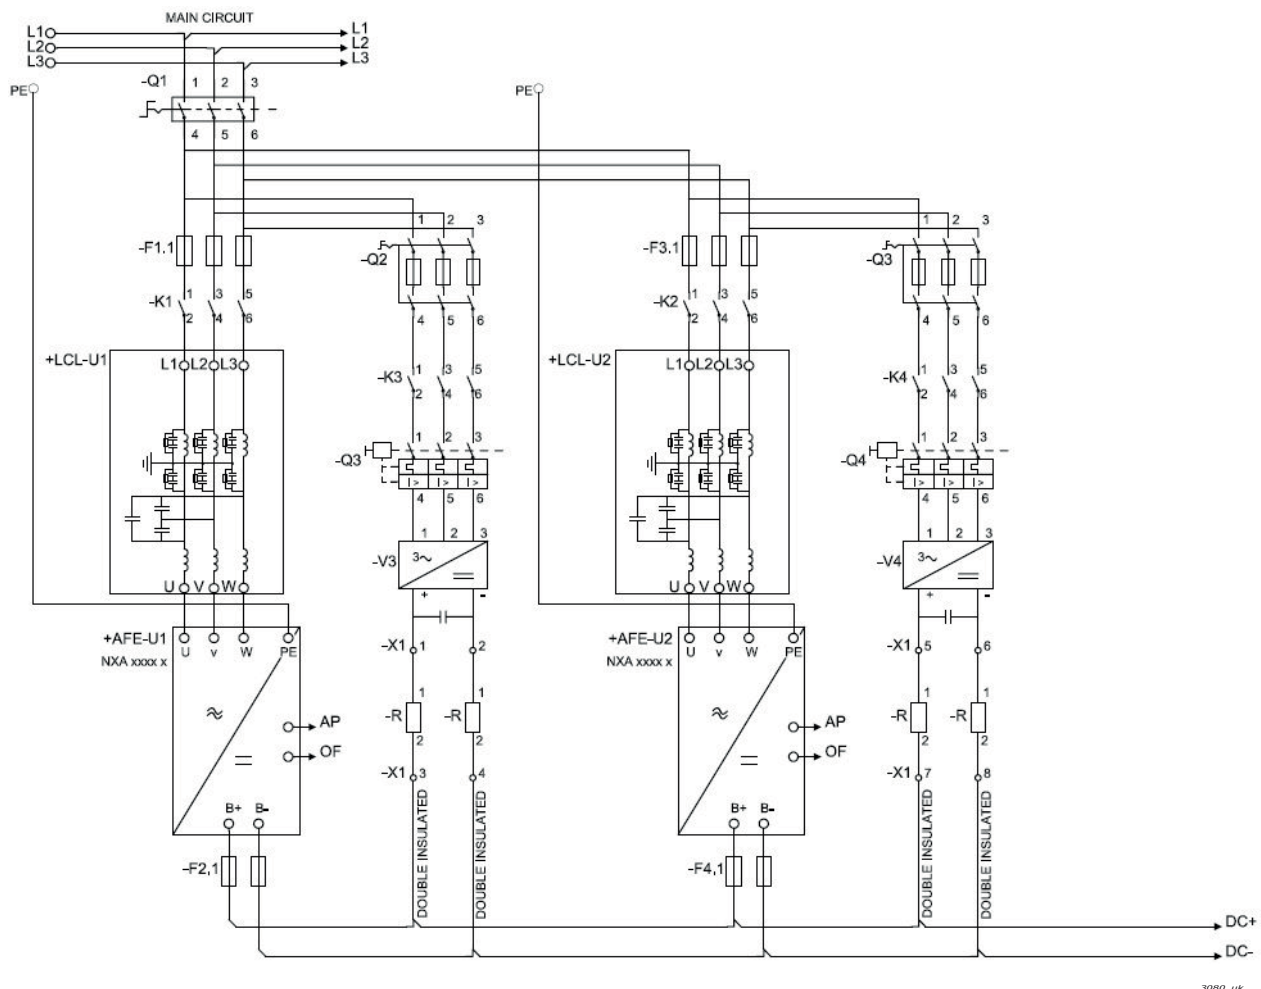 MAIN CIRCUIT
L1 L1
L2 L2
L3 L3
PE PE
-Q1 1 2 3
4 5 6
1 2 3 1 2 3
-F1.1 -Q2 -F3.1 -Q3
-K1 1 3 5 -K2 1 3 5
2 4 6 4 5 6 2 4 6 4 5 6
+LCL-U1 L1 L2 L3 +LCL-U2 L1 L2 L3
-K3 1 3 5 -K4 1 3 5
2 4 6 2 4 6
1 2 3 1 2 3
-Q3 -Q4
I> I> I> I> I> I>
4 5 6 4 5 6
1 2 3 1 2 3
-V3 3~ -V4 3~
U V W U V W
+ - + -
+AFE-U1 +AFE-U2
NXA xxxx x NXA xxxx x
U v W PE U v W PE
-X1 1 2 -X1 5 6
1 1 1 1
-R -R -R -R
2 2 2 2
AP AP
OF OF
-X1 3 4 -X1 7 8
B+ B- B+ B-
DOUBLE INSULATED
DOUBLE INSULATED
DOUBLE INSULATED
DOUBLE INSULATED
-F2,1 -F4,1
DC+
DC-
3080_uk